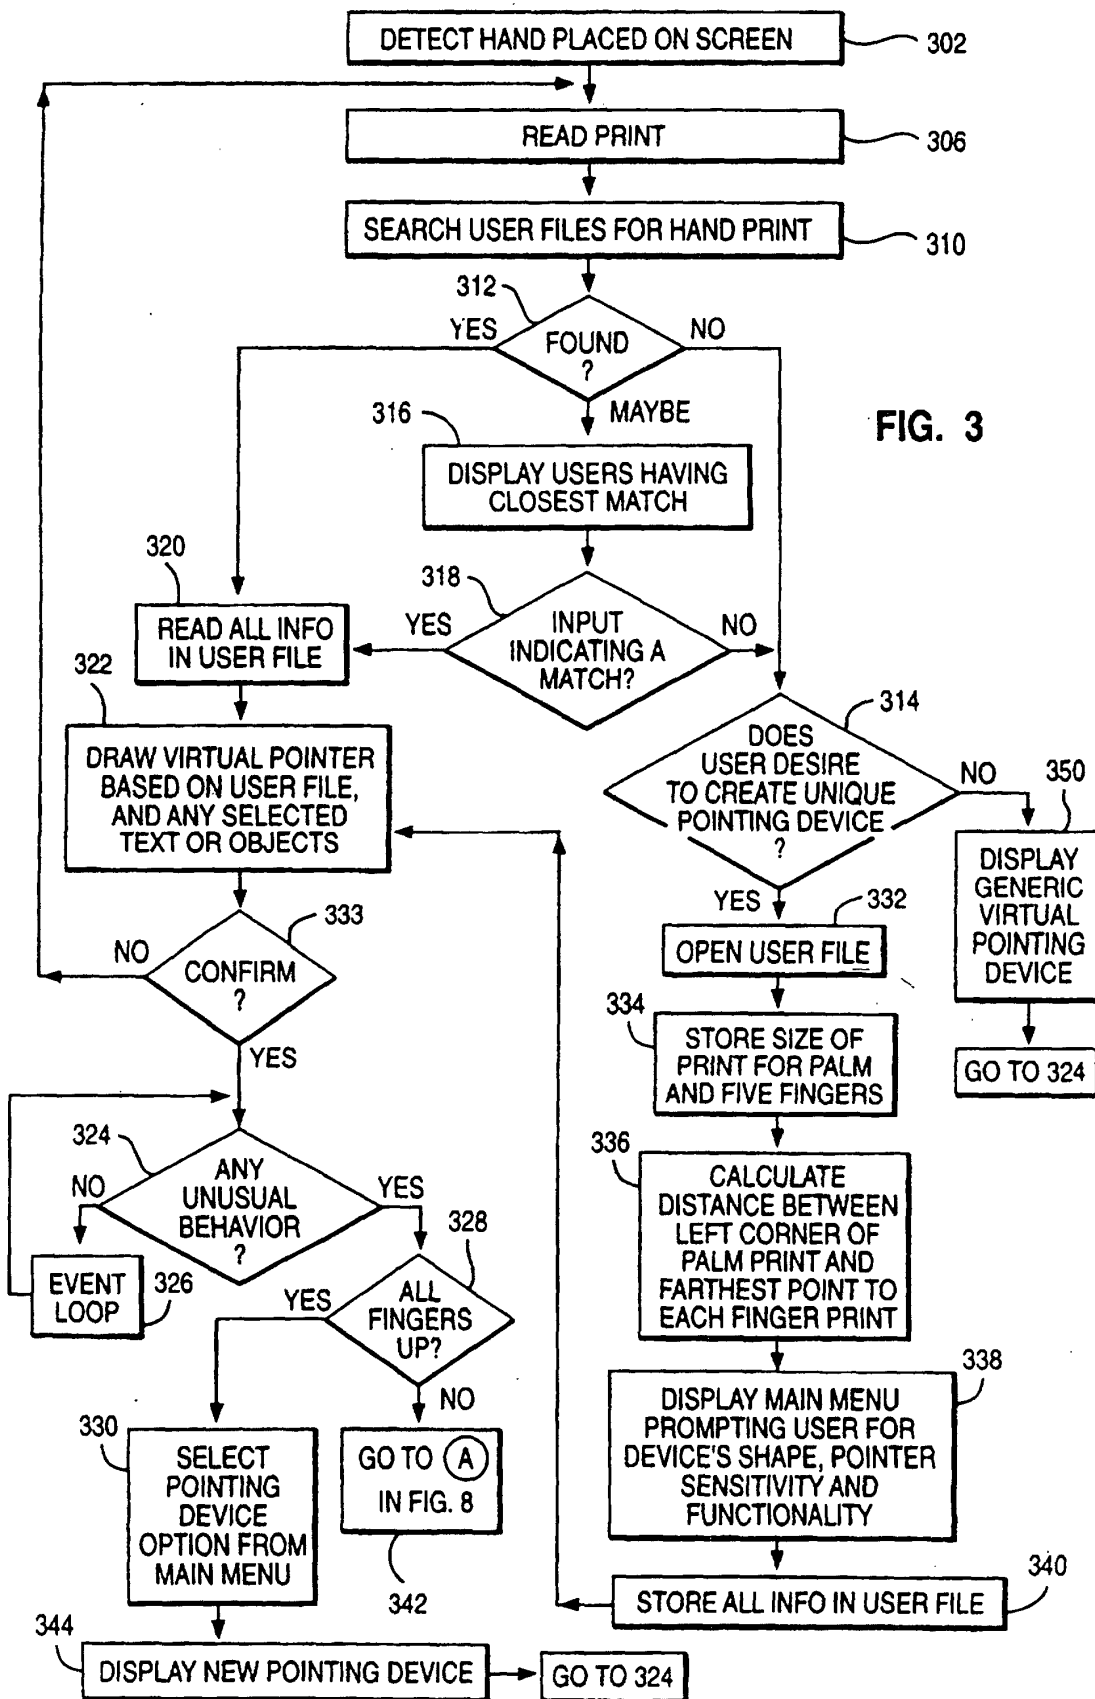 DETECT HAND PLACED ON SCREEN
302
READ PRINT
306
SEARCH USER FILES FOR HAND PRINT
310
312
YES
NO
FOUND
?
MAYBE
316
FIG. 3
DISPLAY USERS HAVING
CLOSEST MATCH
320
318
READ ALL INFO
IN USER FILE
YES
INPUT
INDICATING A
MATCH?
NO
322
314
DRAW VIRTUAL POINTER
BASED ON USER FILE,
AND ANY SELECTED
TEXT OR OBJECTS
DOES
USER DESIRE
TO CREATE UNIQUE
POINTING DEVICE
?
NO
350
DISPLAY
GENERIC
VIRTUAL
POINTING
DEVICE
YES
332
333
NO
CONFIRM
?
OPEN USER FILE
334
STORE SIZE OF
PRINT FOR PALM
AND FIVE FINGERS
GO TO 324
YES
324
NO
ANY
UNUSUAL
BEHAVIOR
?
YES
336
CALCULATE
DISTANCE BETWEEN
LEFT CORNER OF
PALM PRINT AND
FARTHEST POINT TO
EACH FINGER PRINT
328
EVENT
LOOP
326
YES
ALL
FINGERS
UP?
NO
338
DISPLAY MAIN MENU
PROMPTING USER FOR
DEVICE'S SHAPE, POINTER
SENSITIVITY AND
FUNCTIONALITY
330
SELECT
POINTING
DEVICE
OPTION FROM
MAIN MENU
GO TO A
IN FIG. 8
342
340
STORE ALL INFO IN USER FILE
344
DISPLAY NEW POINTING DEVICE
GO TO 324